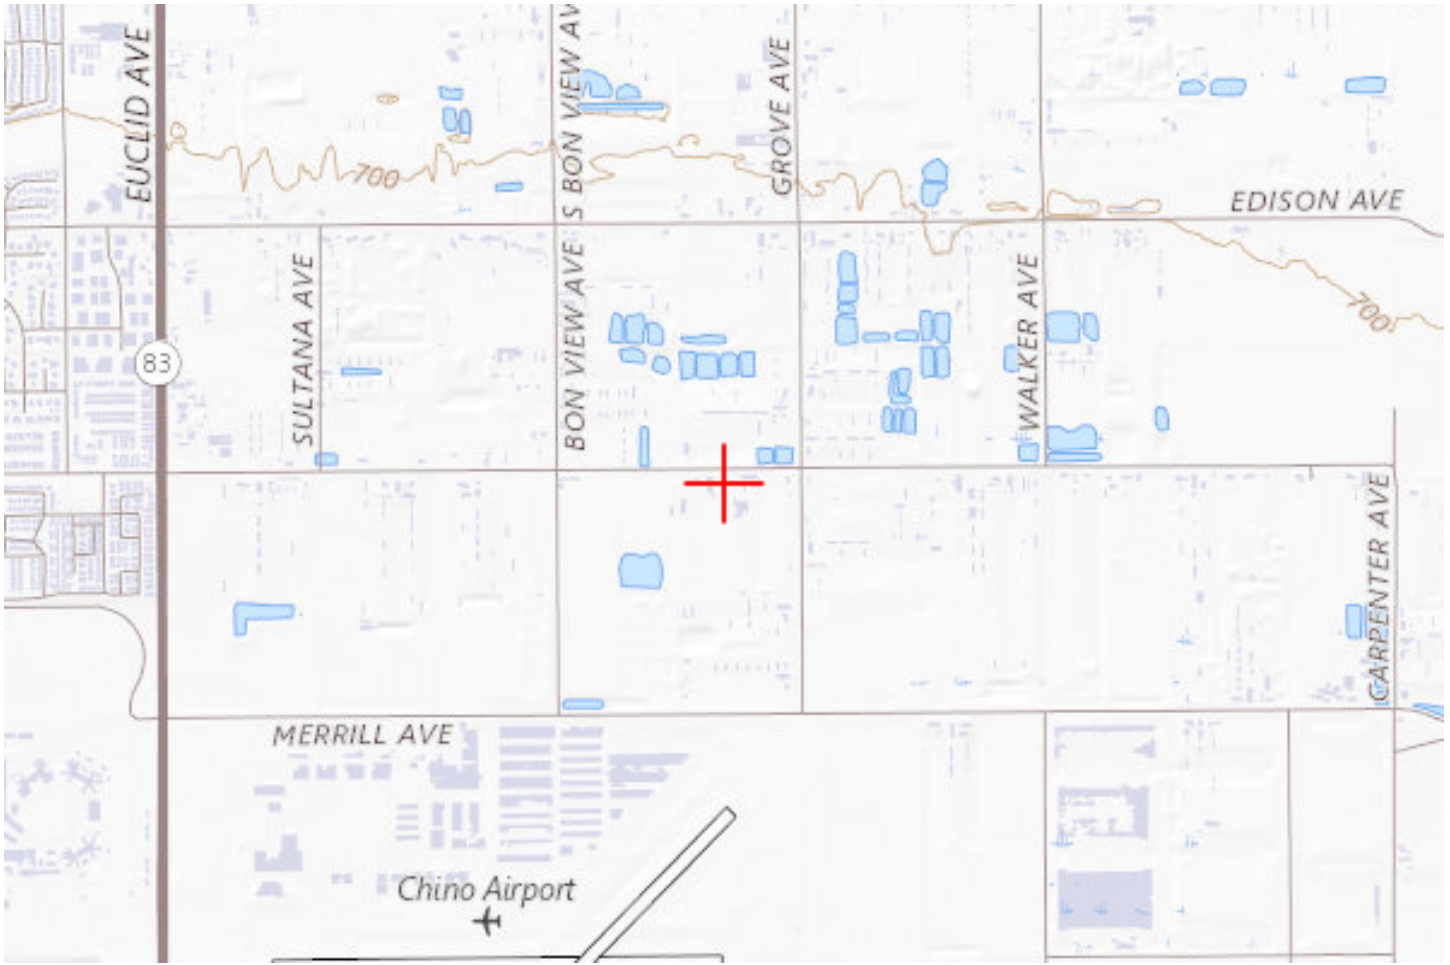 EUCLID AVE
S BON VIEW AV
GROVE AVE
700
EDISON AVE
SULTANA AVE
BON VIEW AVE
WALKER AVE
700
83
CARPENTER AVE
MERRILL AVE
Chino Airport